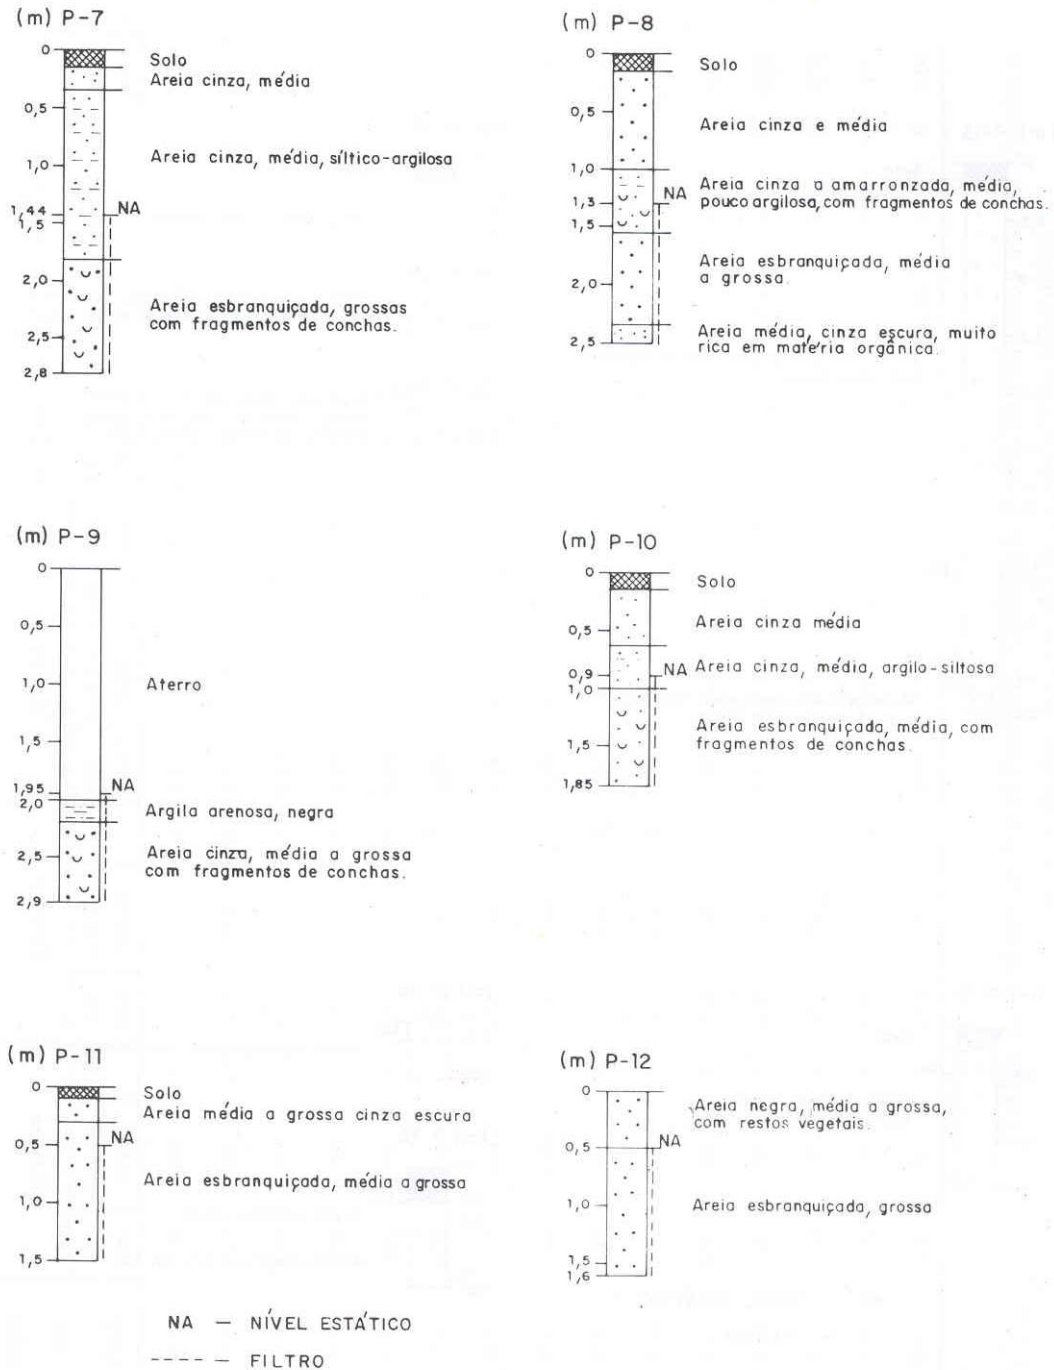 (m) P-7
0
Solo
Areia cinza, média
0,5
1,0
Areia cinza, média, síltico-argilosa
1,44
NA
1,5
2,0
Areia esbranquiçada, grossas
com fragmentos de conchas.
2,5
2,8
(m) P-8
0
Solo
0,5
Areia cinza e média
1,0
Areia cinza a amarronzada, média,
NA
1,3
pouco argilosa, com fragmentos de conchas.
1,5
Areia esbranquiçada, média
a grossa.
2,0
Areia média, cinza escura, muito
rica em matéria orgânica.
2,5
(m) P-9
0
0,5
1,0
Aterro
1,5
1,95
NA
2,0
Argila arenosa, negra
2,5
Areia cinza, média a grossa
com fragmentos de conchas.
2,9
(m) P-10
0
Solo
Areia cinza média
0,5
0,9
NA
Areia cinza, média, argilo-siltosa
1,0
Areia esbranquiçada, média, com
fragmentos de conchas.
1,5
1,85
(m) P-11
0
Solo
Areia média a grossa cinza escura
0,5
NA
Areia esbranquiçada, média a grossa
1,0
1,5
(m) P-12
0
Areia negra, média a grossa,
com restos vegetais.
0,5
NA
1,0
Areia esbranquiçada, grossa
1,5
1,6
NA — NÍVEL ESTÁTICO
---- — FILTRO